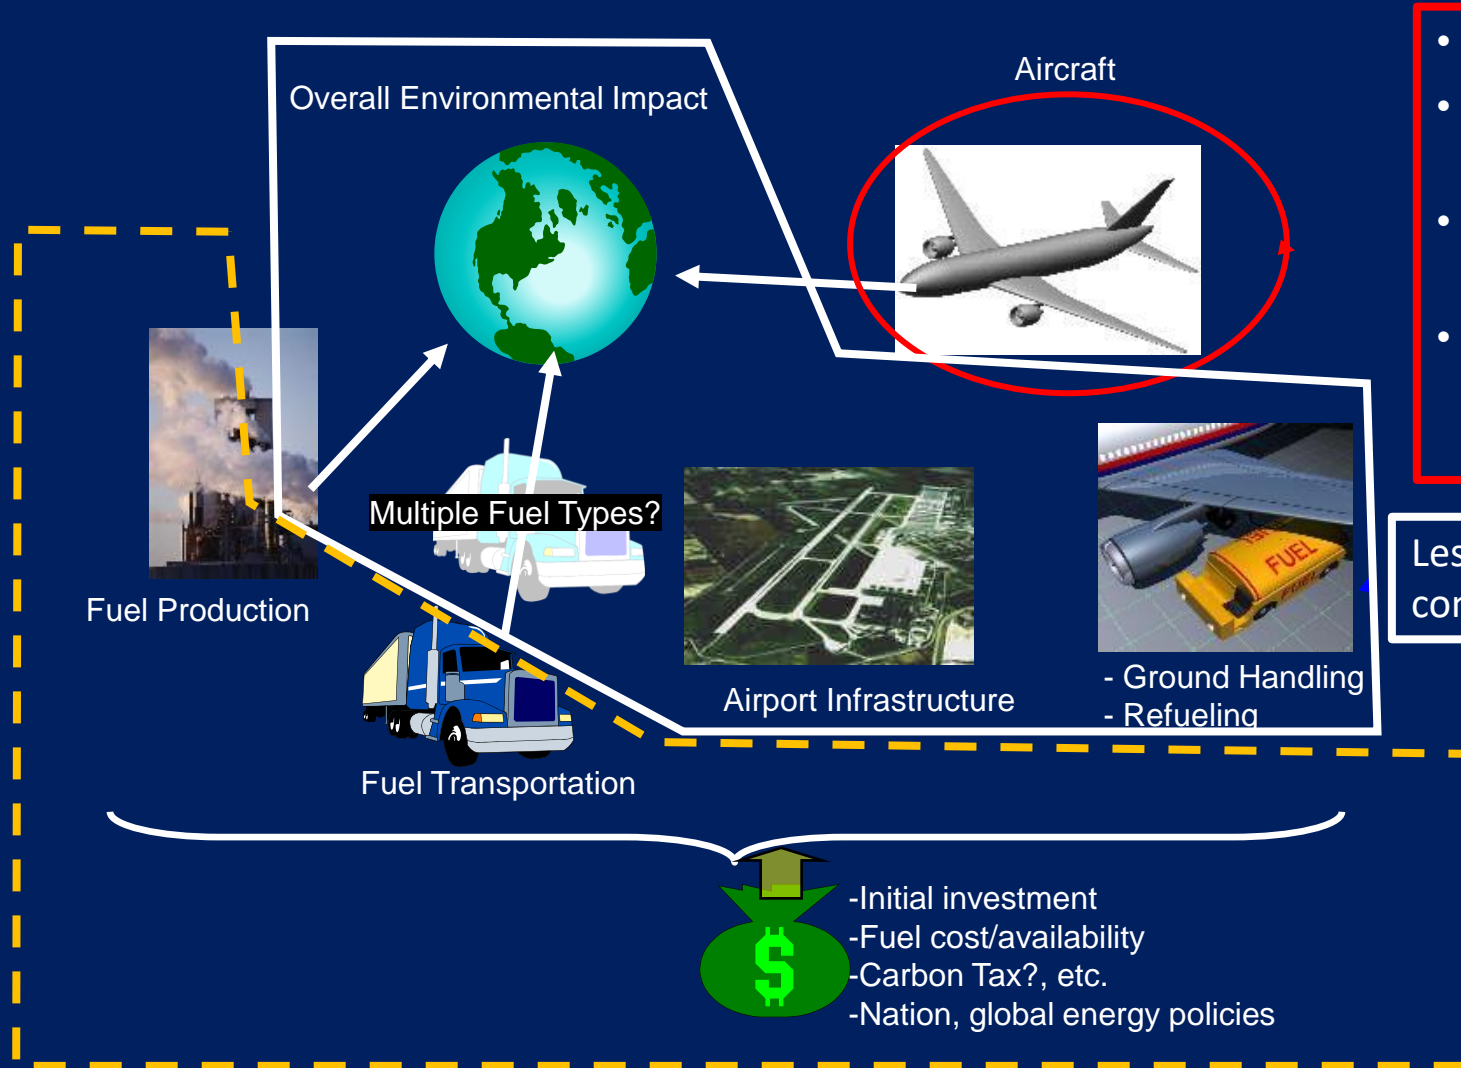 Aircraft
Overall Environmental Impact
Multiple Fuel Types?
FUEL
Fuel Production
- Ground Handling
- Refueling
Airport Infrastructure
Fuel Transportation
$
-Initial investment
-Fuel cost/availability
-Carbon Tax?, etc.
-Nation, global energy policies